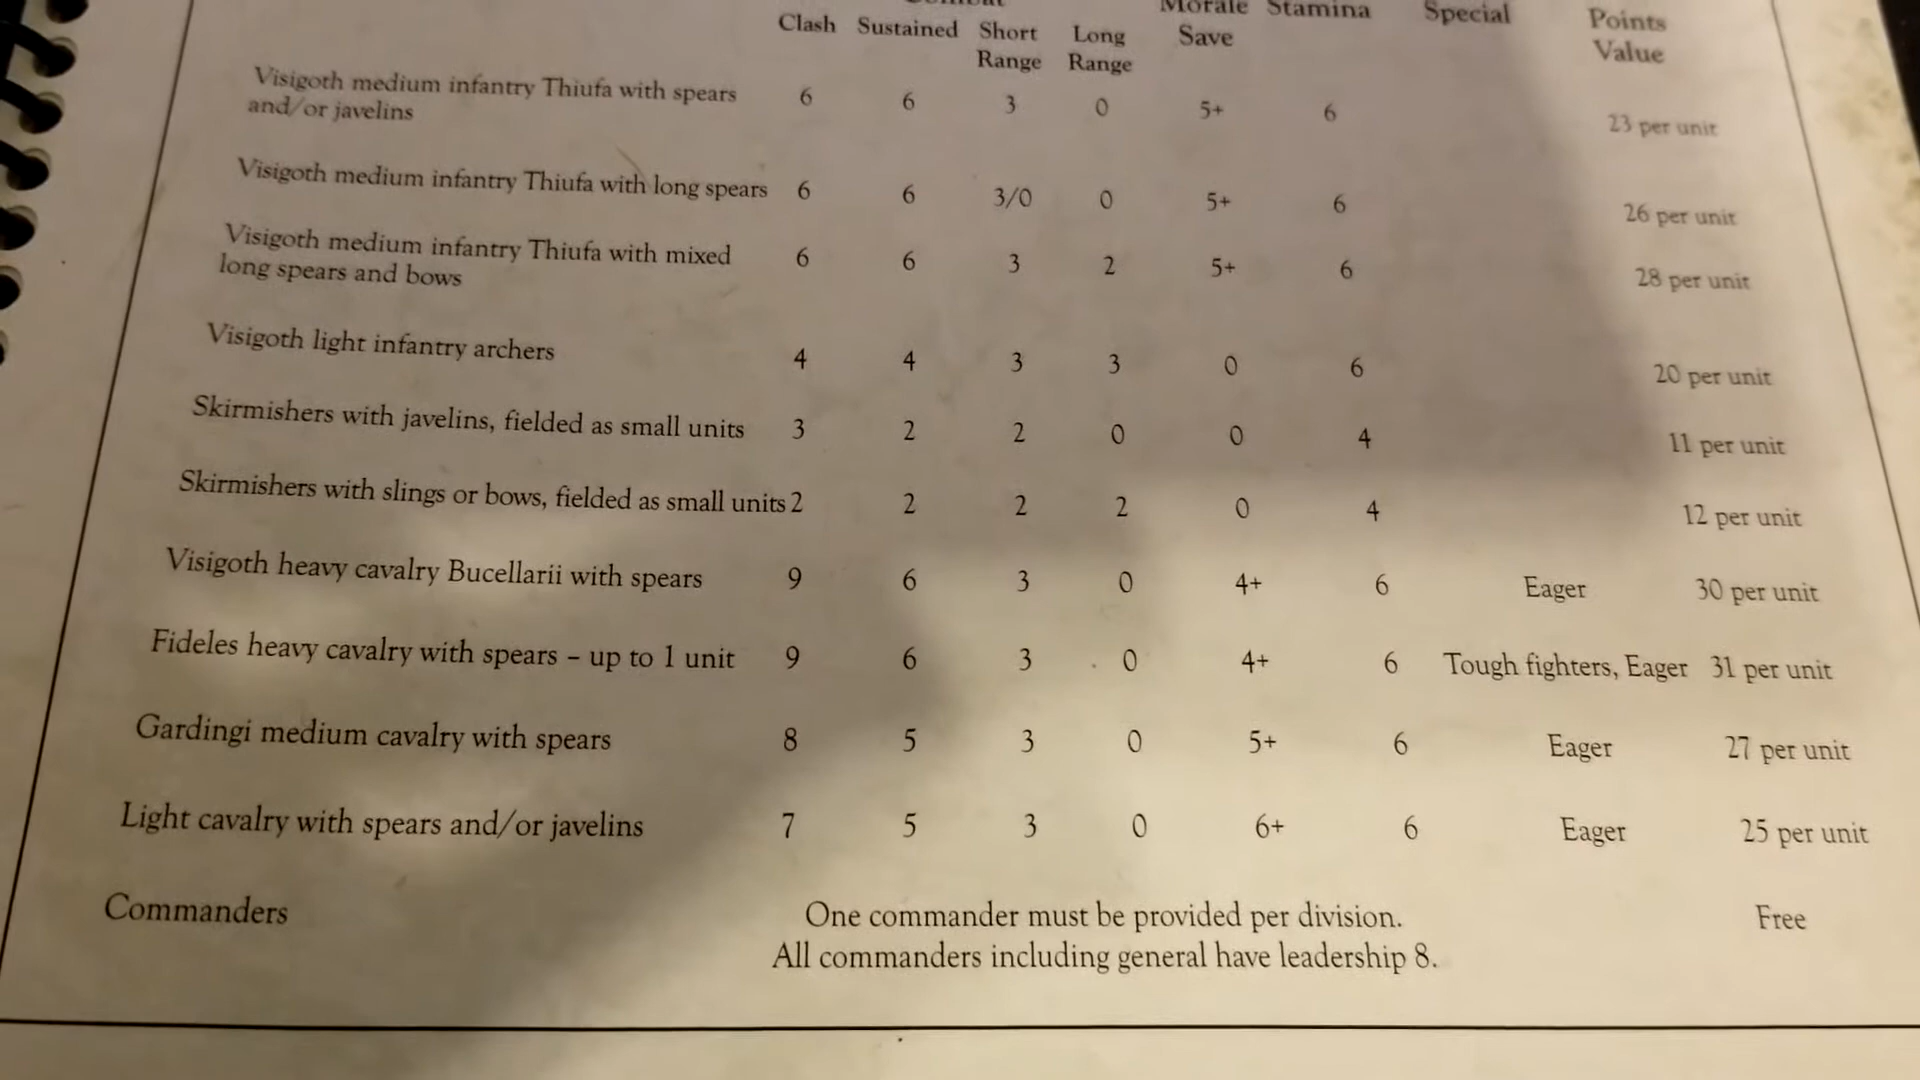 Combat Morale Stamina Special Points
Clash Sustained Short Long Save Value
Range Range
Visigoth medium infantry Thiufa with spears 6 6 3 0 5+ 6 23 per unit
and/or javelins
Visigoth medium infantry Thiufa with long spears 6 6 3/0 0 5+ 6 26 per unit
Visigoth medium infantry Thiufa with mixed 6 6 3 2 5+ 6 28 per unit
long spears and bows
Visigoth light infantry archers 4 4 3 3 0 6 20 per unit
Skirmishers with javelins, fielded as small units 3 2 2 0 0 4 11 per unit
Skirmishers with slings or bows, fielded as small units 2 2 2 2 0 4 12 per unit
Visigoth heavy cavalry Bucellarii with spears 9 6 3 0 4+ 6 Eager 30 per unit
Fideles heavy cavalry with spears – up to 1 unit 9 6 3 0 4+ 6 Tough fighters, Eager 31 per unit
Gardingi medium cavalry with spears 8 5 3 0 5+ 6 Eager 27 per unit
Light cavalry with spears and/or javelins 7 5 3 0 6+ 6 Eager 25 per unit
Commanders One commander must be provided per division. Free
All commanders including general have leadership 8.